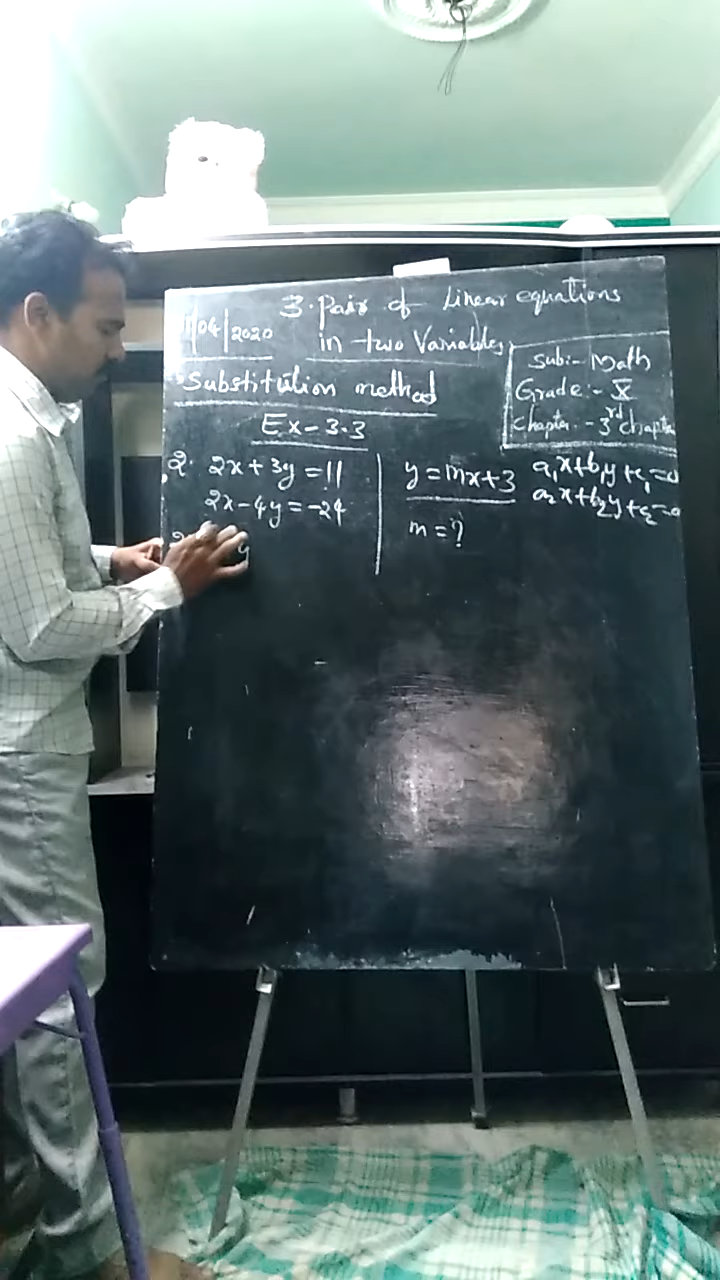 3. Pair of Linear equations
in two Variables
/04/2020
Sub:- Math
Grade:- X
Chapter:- 3rd chapter
Substitution method
Ex-3.3
2. 2x+3y=11
2x-4y=-24
2 y
y=mx+3
m=?
a₁x+b₁y+c₁=0
a₂x+b₂y+c₂=0